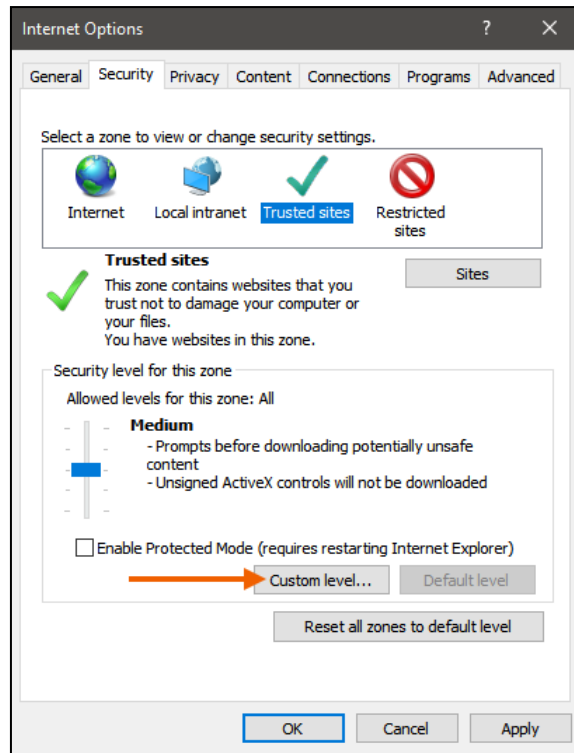 Internet Options
?
General Security Privacy Content Connections Programs Advanced
Select a zone to view or change security settings.
Internet Local intranet Trusted sites Restricted
sites
Trusted sites
Sites
This zone contains websites that you
trust not to damage your computer or
your files.
You have websites in this zone.
Security level for this zone
Allowed levels for this zone: All
Medium
- Prompts before downloading potentially unsafe
content
- Unsigned ActiveX controls will not be downloaded
Enable Protected Mode (requires restarting Internet Explorer)
Custom level... Default level
Reset all zones to default level
OK Cancel Apply